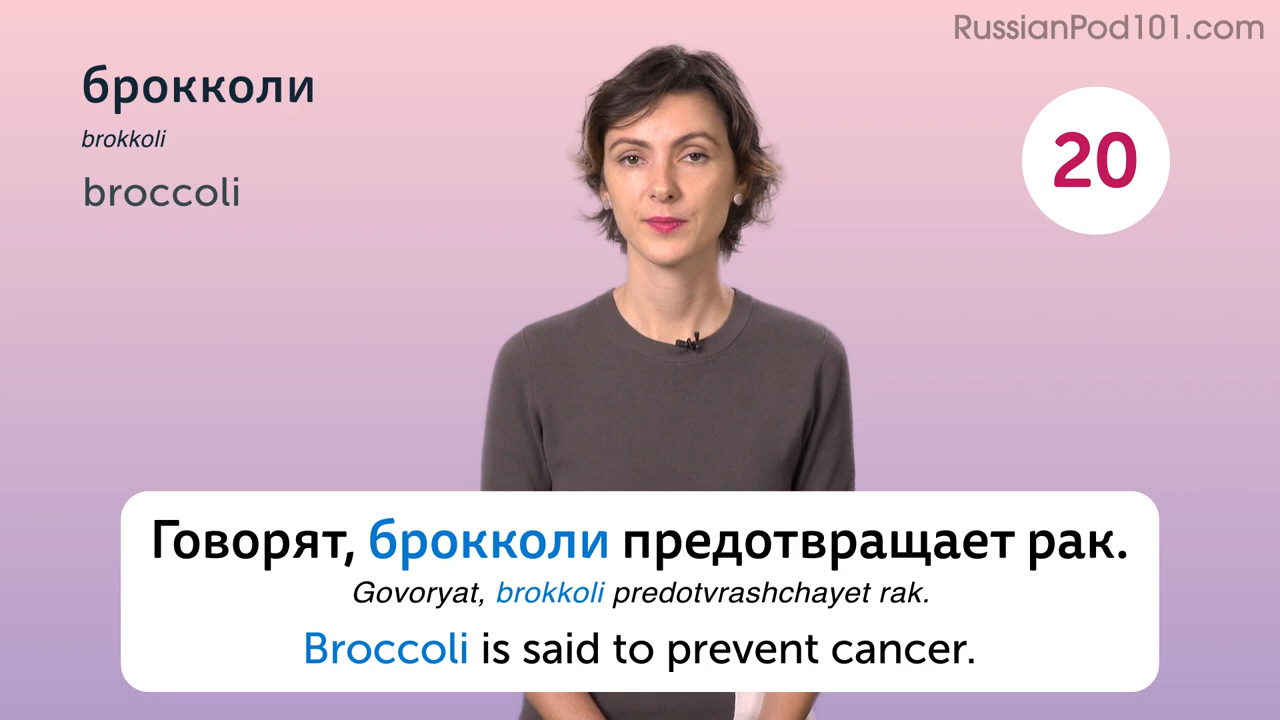 RussianPod101.com
брокколи
brokkoli
broccoli
20
Говорят, брокколи предотвращает рак.
Govoryat, brokkoli predotvrashchayet rak.
Broccoli is said to prevent cancer.